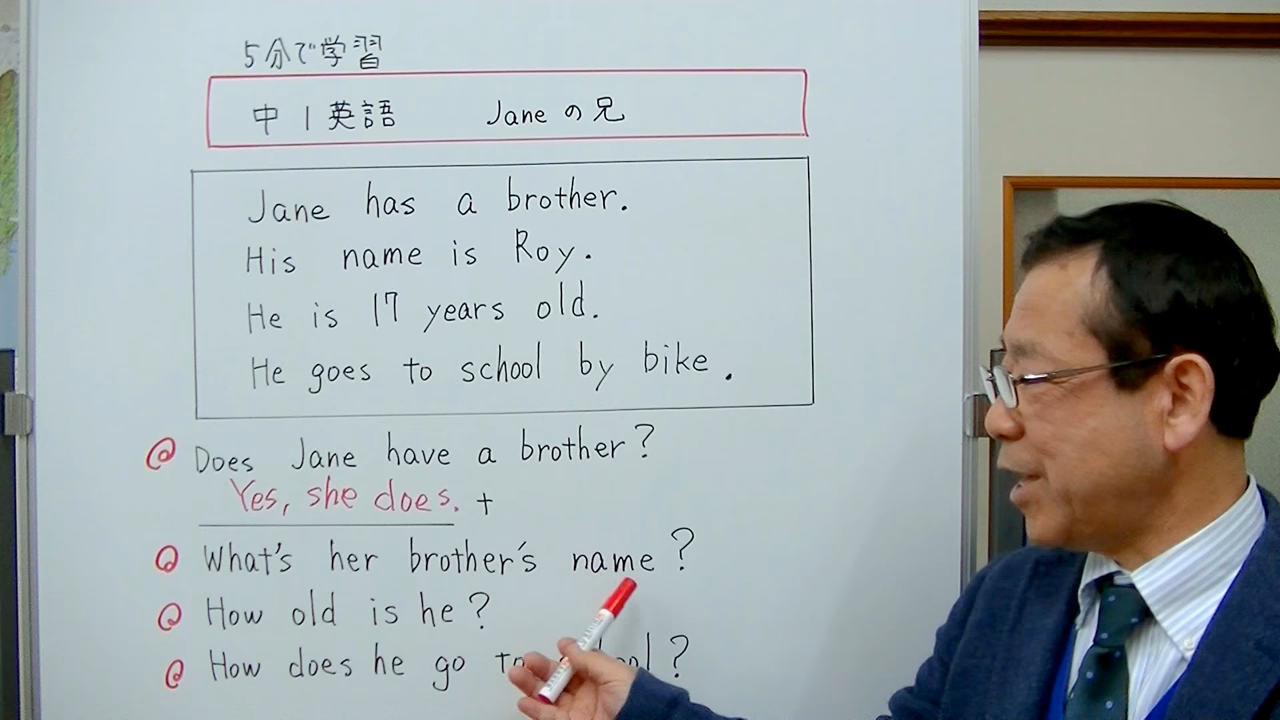 5分で学習
中1英語 Janeの兄
Jane has a brother.
His name is Roy.
He is 17 years old.
He goes to school by bike.
Q Does Jane have a brother?
Yes, she does. +
Q What's her brother's name?
Q How old is he?
Q How does he go to ?